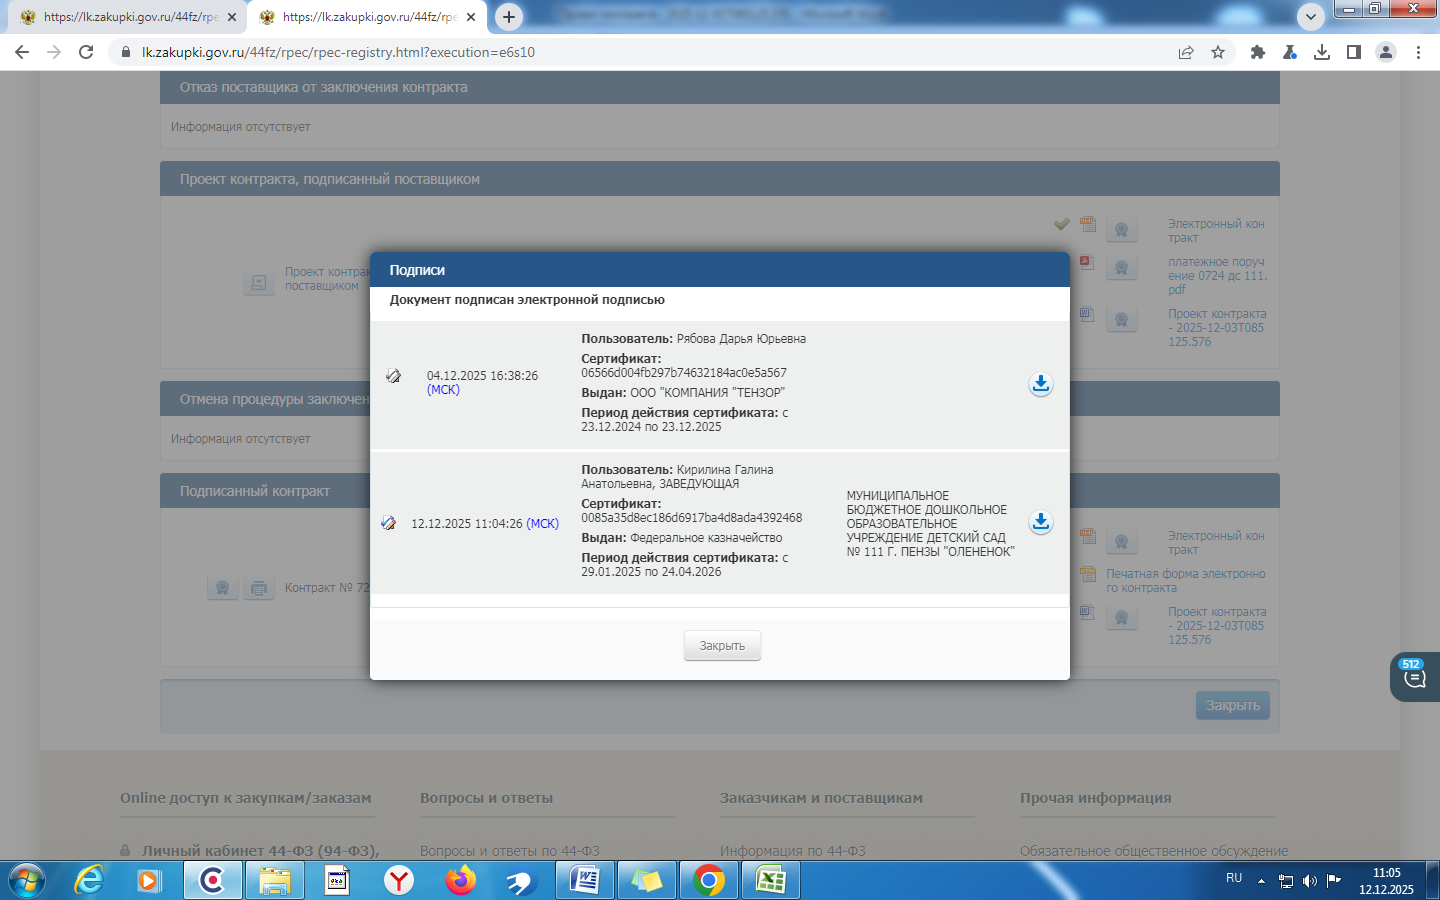 https://lk.zakupki.gov.ru/44fz/rpe
https://lk.zakupki.gov.ru/44fz/rpe
lk.zakupki.gov.ru/44fz/rpec/rpec-registry.html?execution=e6s10
Отказ поставщика от заключения контракта
Информация отсутствует
Проект контракта, подписанный поставщиком
Проект контрак
поставщиком
Электронный кон
тракт
платежное поруч
ение 0724 дс 111.
pdf
Проект контракта
- 2025-12-03T085
125.576
Подписи
Документ подписан электронной подписью
04.12.2025 16:38:26
(МСК)
Пользователь: Рябова Дарья Юрьевна
Сертификат:
06566d004fb297b74632184ac0e5a567
Выдан: ООО "КОМПАНИЯ "ТЕНЗОР"
Период действия сертификата: с
23.12.2024 по 23.12.2025
12.12.2025 11:04:26 (МСК)
Пользователь: Кирилина Галина
Анатольевна, ЗАВЕДУЮЩАЯ
Сертификат:
0085a35d8ec186d6917ba4d8ada4392468
Выдан: Федеральное казначейство
Период действия сертификата: с
29.01.2025 по 24.04.2026
МУНИЦИПАЛЬНОЕ
БЮДЖЕТНОЕ ДОШКОЛЬНОЕ
ОБРАЗОВАТЕЛЬНОЕ
УЧРЕЖДЕНИЕ ДЕТСКИЙ САД
№ 111 Г. ПЕНЗЫ "ОЛЕНЕНОК"
Закрыть
Отмена процедуры заключен
Информация отсутствует
Подписанный контракт
Контракт № 72
Электронный кон
тракт
Печатная форма электронно
го контракта
Проект контракта
- 2025-12-03T085
125.576
512
Закрыть
Online доступ к закупкам/заказам
Вопросы и ответы
Заказчикам и поставщикам
Прочая информация
Личный кабинет 44-ФЗ (94-ФЗ),
Вопросы и ответы по 44-ФЗ
Информация по 44-ФЗ
Обязательное общественное обсуждение
RU
11:05
12.12.2025